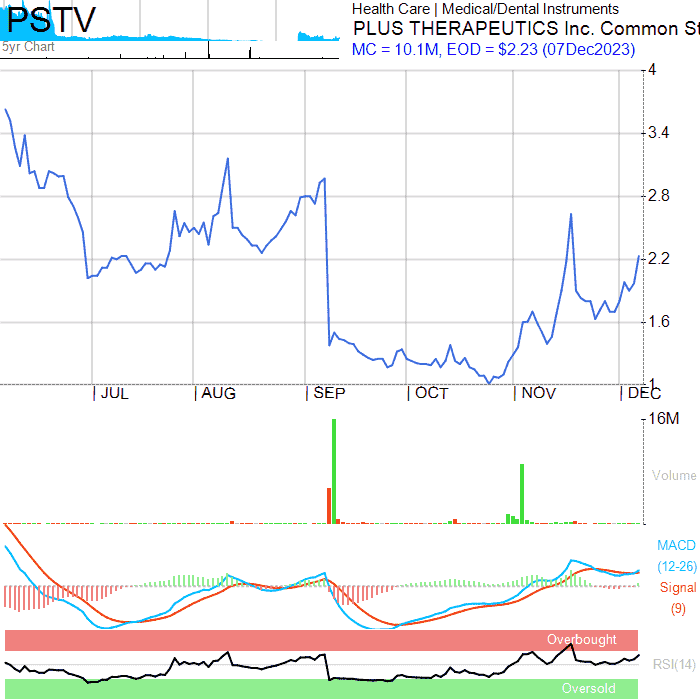 PSTV
5yr Chart
Health Care | Medical/Dental Instruments
PLUS THERAPEUTICS Inc. Common St
MC = 10.1M, EOD = $2.23 (07Dec2023)
4
3.4
2.8
2.2
1.6
1
JUL
AUG
SEP
OCT
NOV
DEC
16M
Volume
MACD
(12-26)
Signal
(9)
Overbought
RSI(14)
Oversold